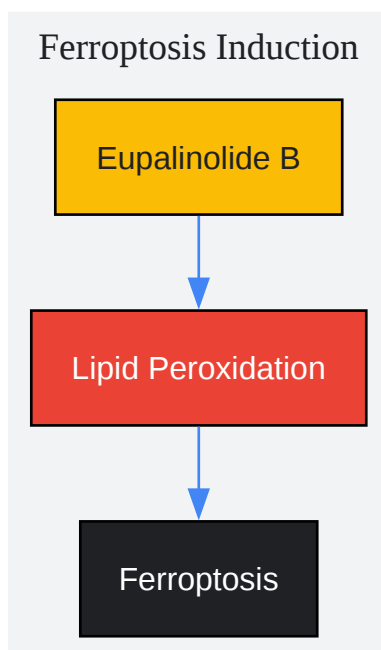 Ferroptosis Induction
Eupalinolide B
Lipid Peroxidation
Ferroptosis